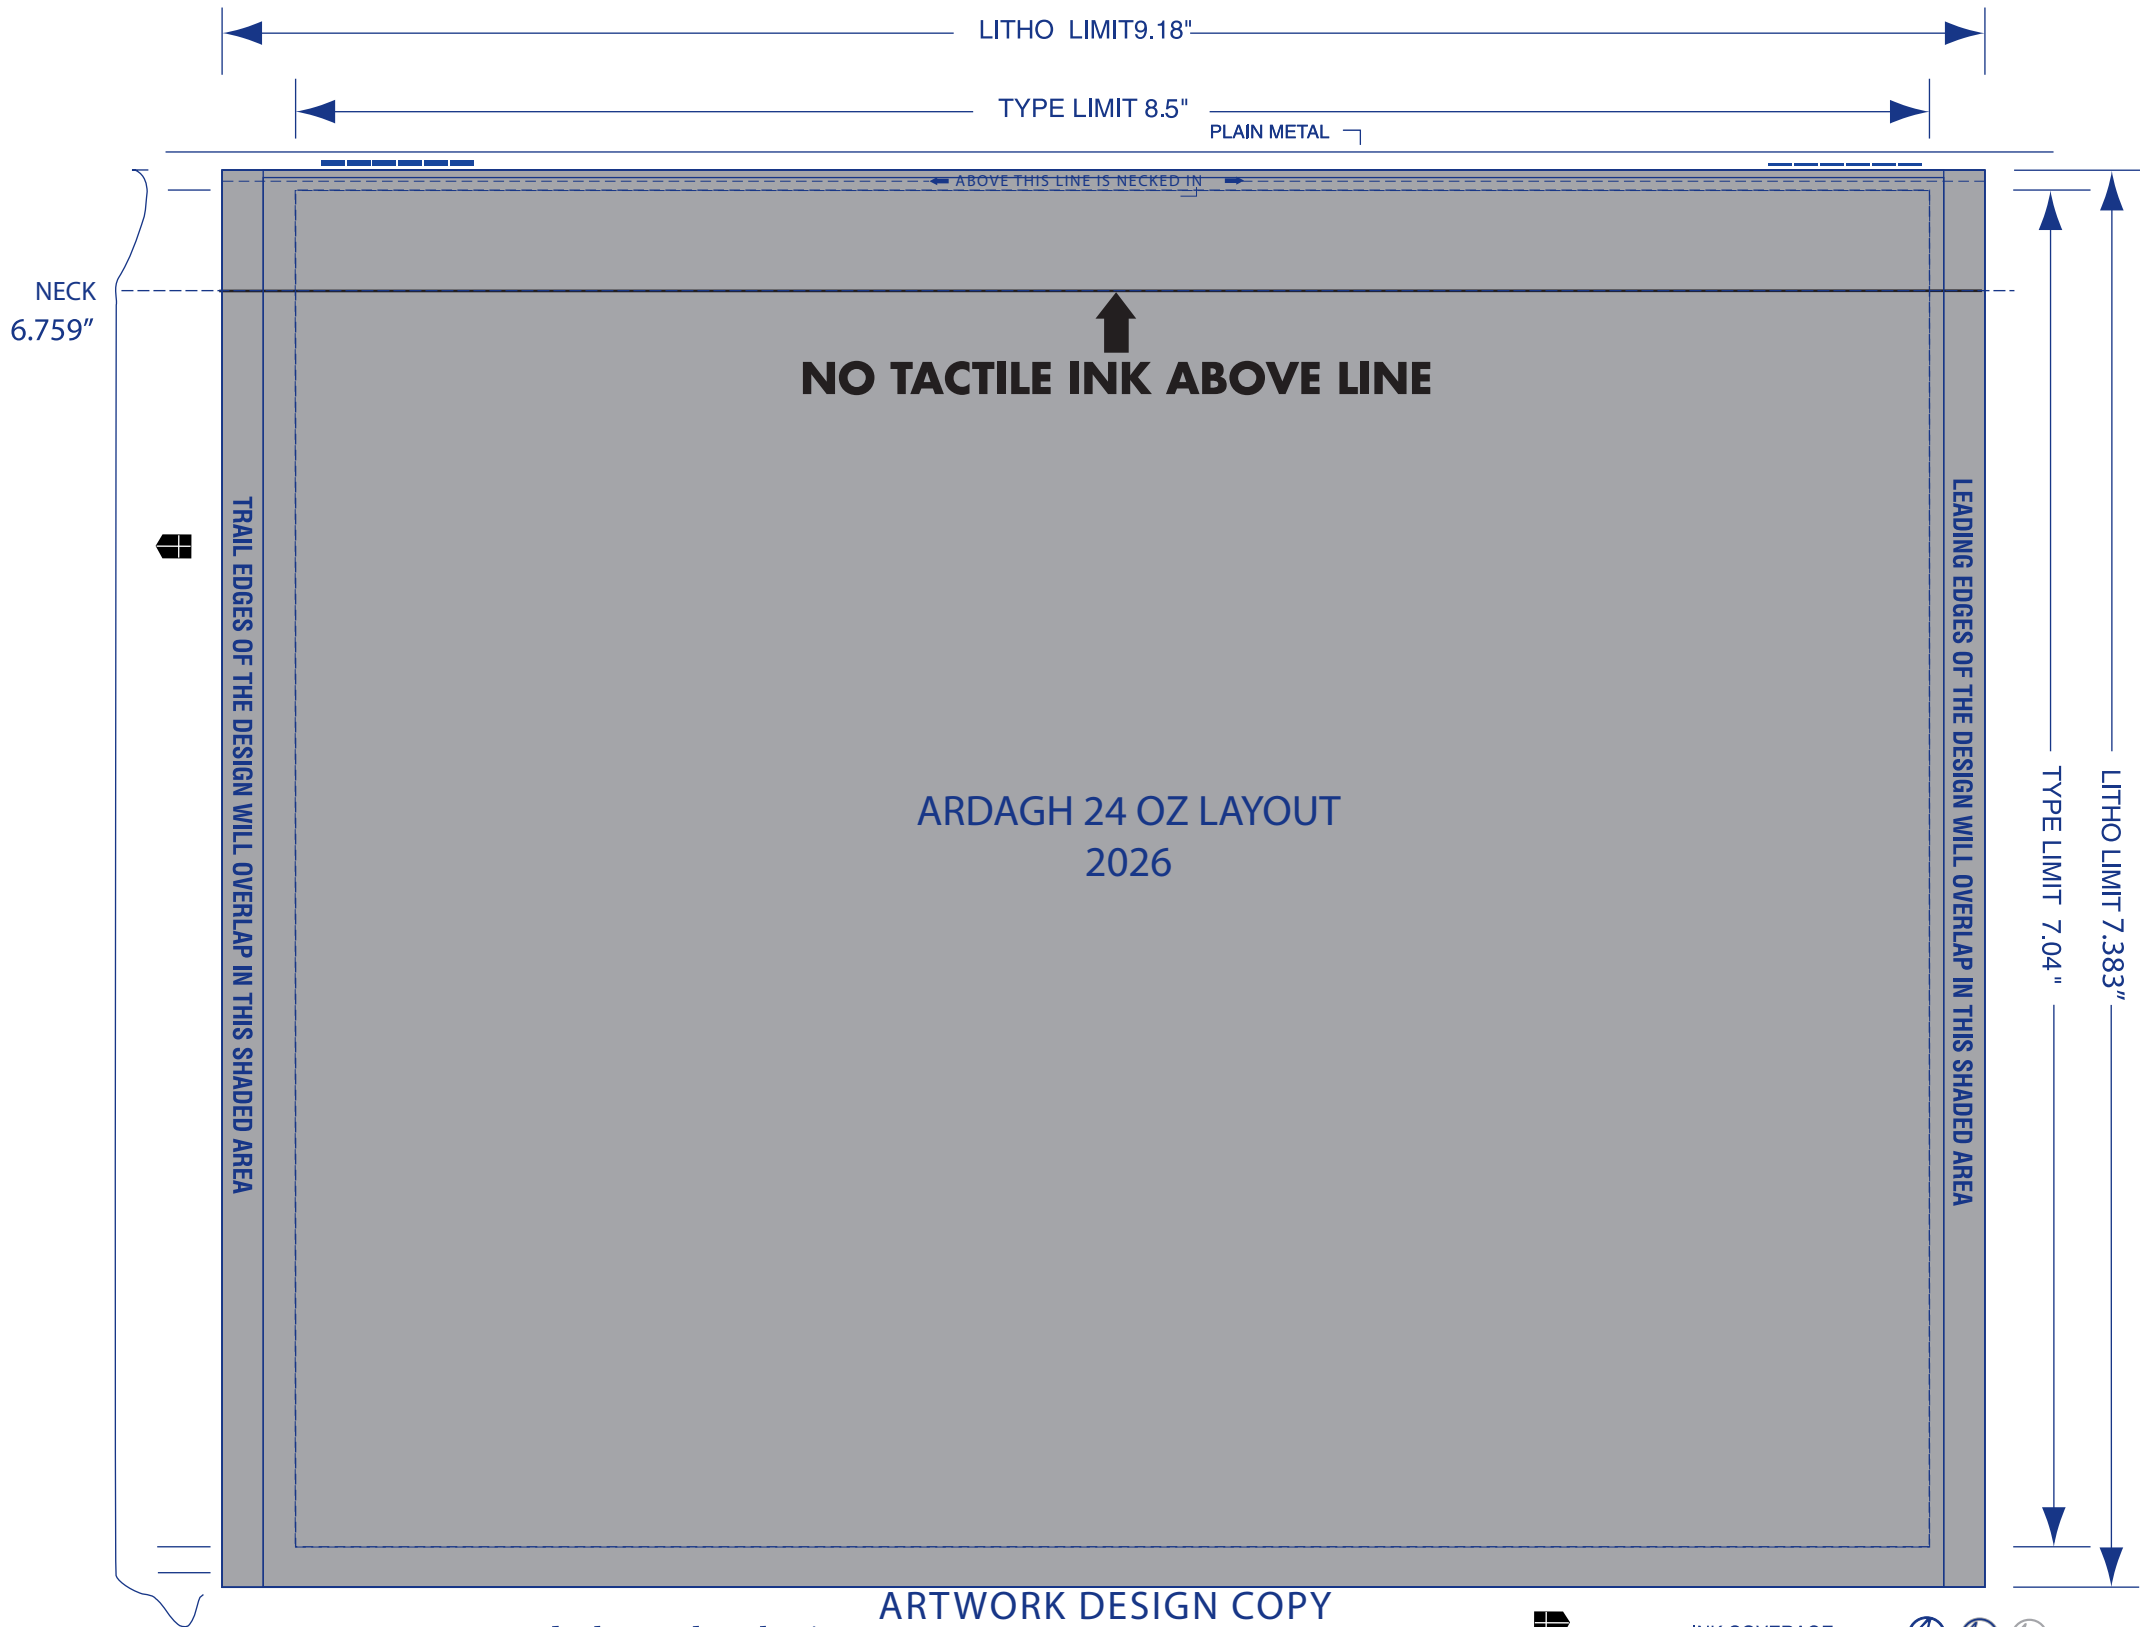 LITHO LIMIT9.18"
TYPE LIMIT 8.5"
PLAIN METAL
ABOVE THIS LINE IS NECKED IN
NECK
6.759"
NO TACTILE INK ABOVE LINE
TRAIL EDGES OF THE DESIGN WILL OVERLAP IN THIS SHADED AREA
LEADING EDGES OF THE DESIGN WILL OVERLAP IN THIS SHADED AREA
ARDAGH 24 OZ LAYOUT
2026
TYPE LIMIT 7.04"
LITHO LIMIT 7.383"
ARTWORK DESIGN COPY
INK COVERAGE